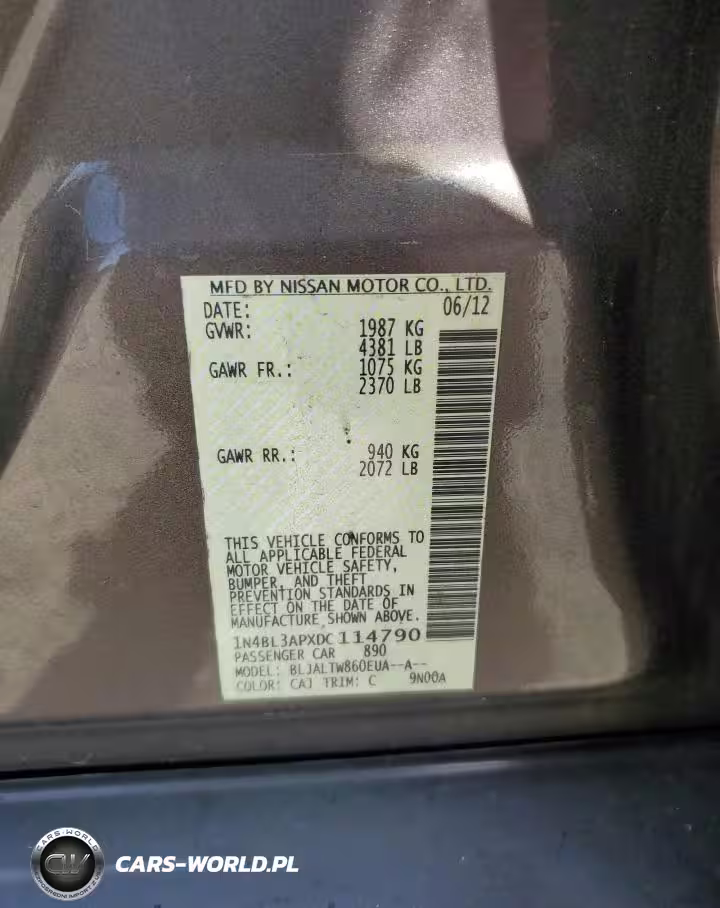 MFD BY NISSAN MOTOR CO., LTD.
DATE: 06/12
GVWR: 1987 KG
4381 LB
GAWR FR.: 1075 KG
2370 LB
GAWR RR.: 940 KG
2072 LB
THIS VEHICLE CONFORMS TO
ALL APPLICABLE FEDERAL
MOTOR VEHICLE SAFETY,
BUMPER, AND THEFT
PREVENTION STANDARDS IN
EFFECT ON THE DATE OF
MANUFACTURE SHOWN ABOVE.
1N4BL3APXDC114790
PASSENGER CAR 890
MODEL: BLJALTW860EUA--A--
COLOR: CAJ TRIM: C 9N00A
CARS-WORLD
CARS-WORLD.PL